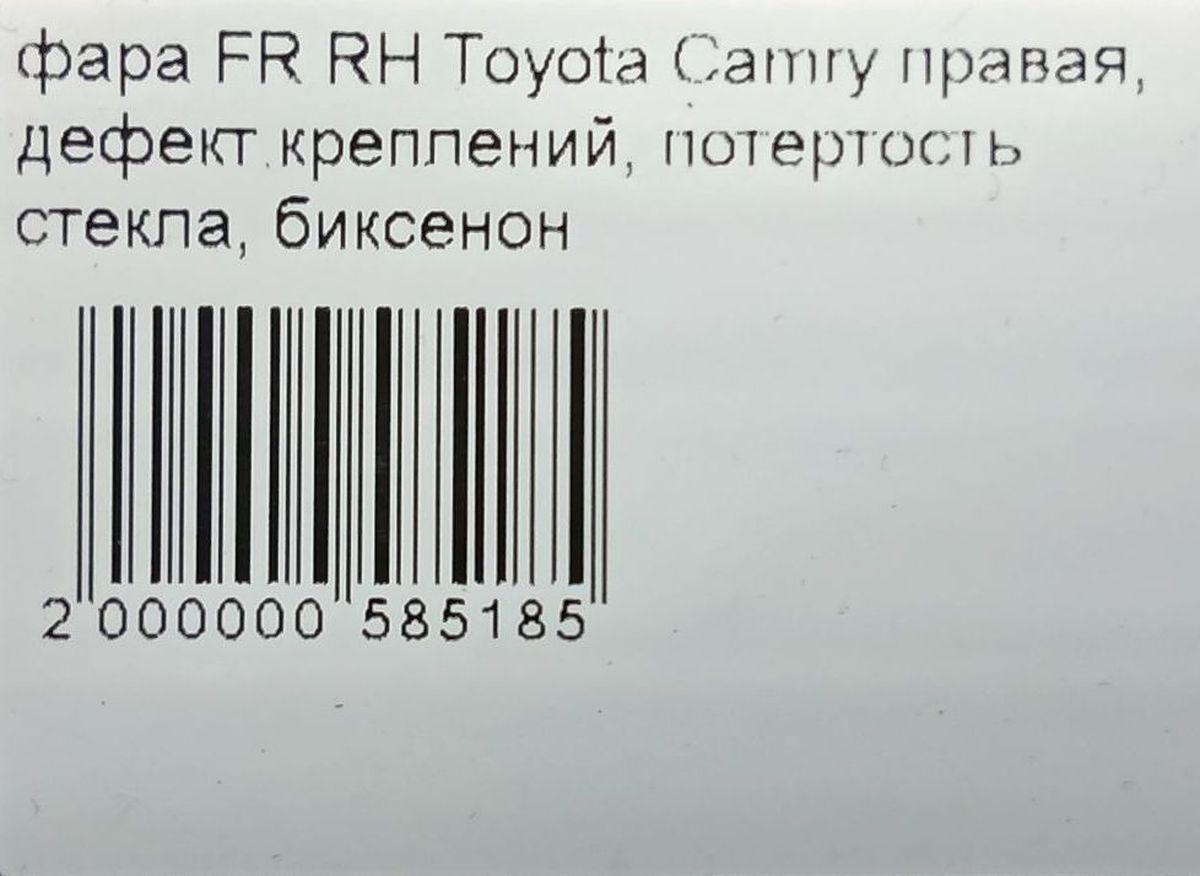 фара FR RH Toyota Camry правая,
дефект креплений, потертость
стекла, биксенон
2 000000 585185